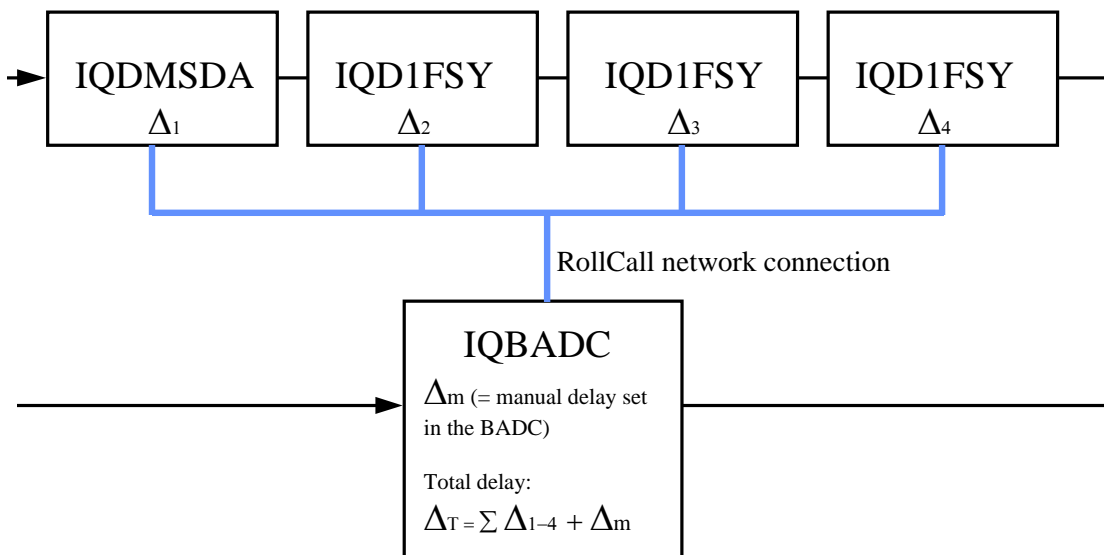 IQDMSDA
Δ1
IQD1FSY
Δ2
IQD1FSY
Δ3
IQD1FSY
Δ4
RollCall network connection
IQBADC
Δm (= manual delay set
in the BADC)
Total delay:
ΔT = ∑ Δ1–4 + Δm